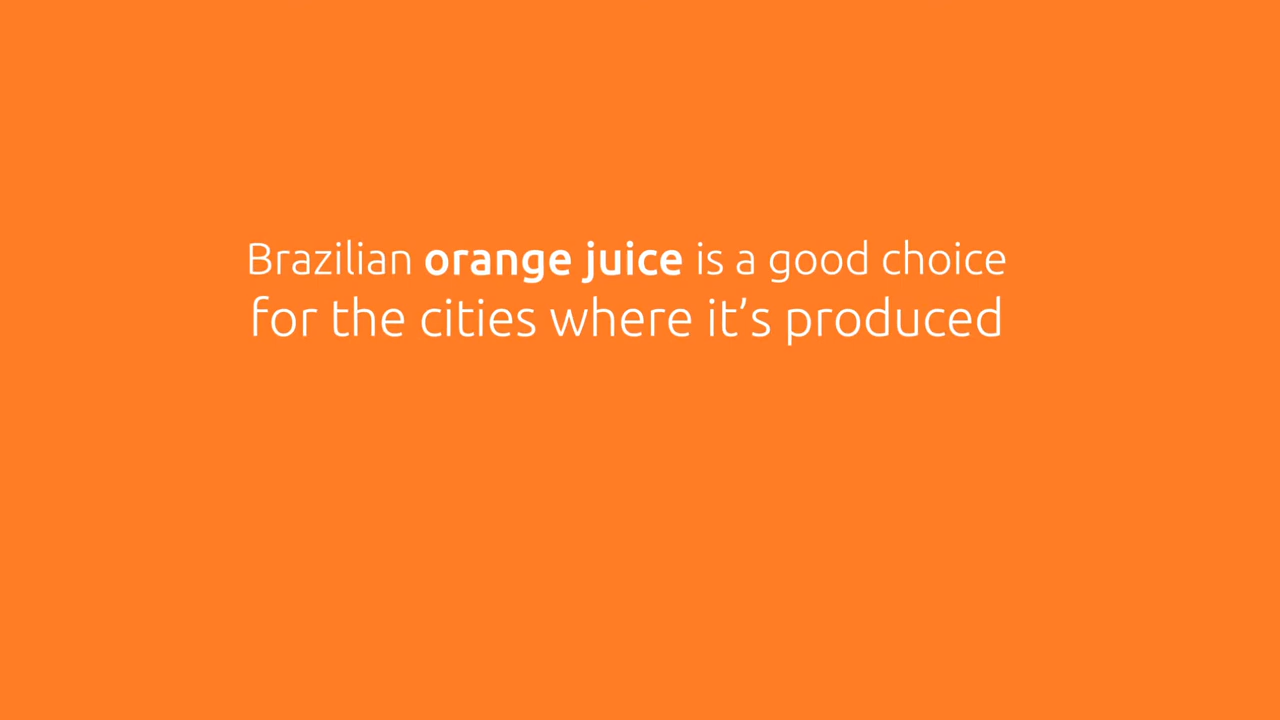 Brazilian orange juice is a good choice
for the cities where it’s produced